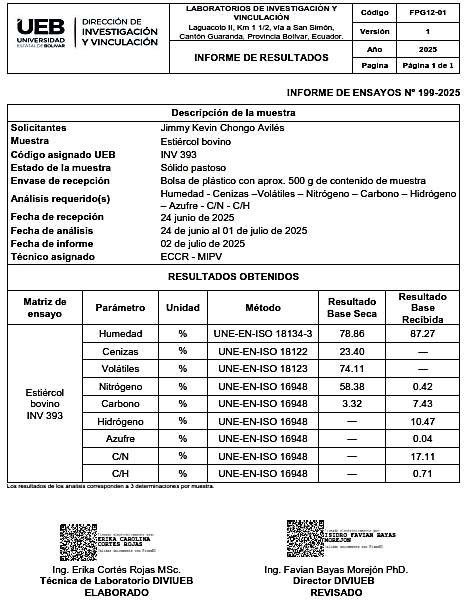 UEB
UNIVERSIDAD
ESTATAL DE BOLÍVAR
DIRECCIÓN DE
INVESTIGACIÓN
Y VINCULACIÓN
LABORATORIOS DE INVESTIGACIÓN Y
VINCULACIÓN
Laguacoto II, Km 1 1/2, vía a San Simón,
Cantón Guaranda, Provincia Bolívar, Ecuador.
INFORME DE RESULTADOS
Código FPG12-01
Versión 1
Año 2025
Pagina Página 1 de 1
INFORME DE ENSAYOS Nº 199-2025
Descripción de la muestra
Solicitantes Jimmy Kevin Chongo Avilés
Muestra Estiércol bovino
Código asignado UEB INV 393
Estado de la muestra Sólido pastoso
Envase de recepción Bolsa de plástico con aprox. 500 g de contenido de muestra
Análisis requerido(s) Humedad - Cenizas –Volátiles – Nitrógeno – Carbono – Hidrógeno
– Azufre - C/N - C/H
Fecha de recepción 24 junio de 2025
Fecha de análisis 24 de junio al 01 de julio de 2025
Fecha de informe 02 de julio de 2025
Técnico asignado ECCR - MIPV
RESULTADOS OBTENIDOS
Matriz de ensayo Parámetro Unidad Método Resultado Base Seca Resultado Base Recibida
Estiércol bovino INV 393
Humedad % UNE-EN-ISO 18134-3 78.86 87.27
Cenizas % UNE-EN-ISO 18122 23.40 —
Volátiles % UNE-EN-ISO 18123 74.11 —
Nitrógeno % UNE-EN-ISO 16948 58.38 0.42
Carbono % UNE-EN-ISO 16948 3.32 7.43
Hidrógeno % UNE-EN-ISO 16948 — 10.47
Azufre % UNE-EN-ISO 16948 — 0.04
C/N % UNE-EN-ISO 16948 — 17.11
C/H % UNE-EN-ISO 16948 — 0.71
Los resultados de los análisis corresponden a 3 determinaciones por muestra.
ERIKA CAROLINA
CORTES ROJAS
ISIDRO FAVIAN BAYAS
MOREJON
Ing. Erika Cortés Rojas MSc.
Técnica de Laboratorio DIVIUEB
ELABORADO
Ing. Favian Bayas Morejón PhD.
Director DIVIUEB
REVISADO